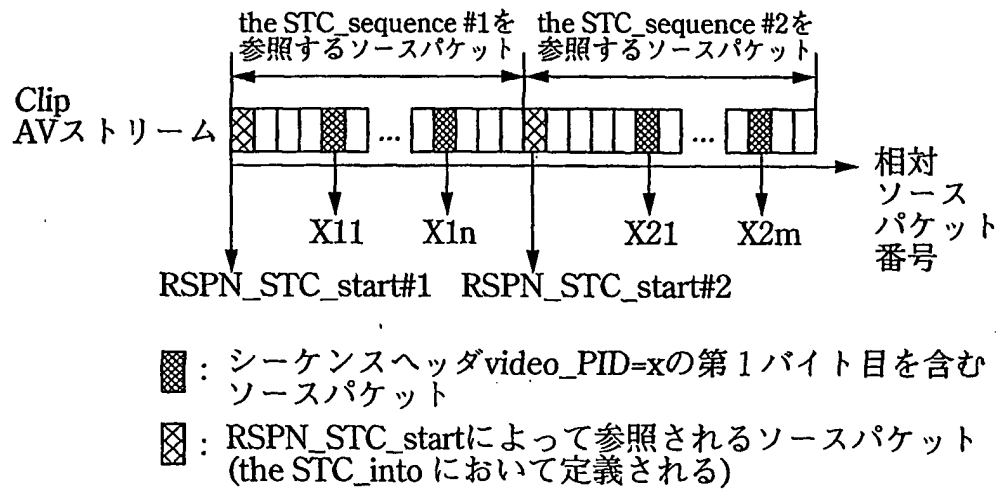 the STC_sequence #1を
参照するソースパケット
the STC_sequence #2を
参照するソースパケット
Clip
AVストリーム
...
...
相対
ソース
パケット
番号
X11
X1n
X21
X2m
RSPN_STC_start#1
RSPN_STC_start#2
: シーケンスヘッダvideo_PID=xの第1バイト目を含む
ソースパケット
: RSPN_STC_startによって参照されるソースパケット
(the STC_into において定義される)